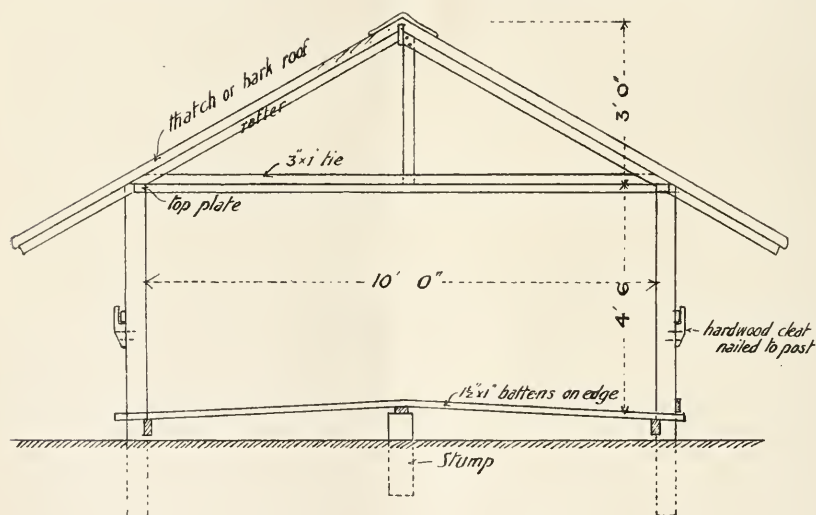 thatch or bark roof
retter
3"×1" tie
top plate
3' 0"
10' 0"
4' 6
hardwood cleat
nailed to post
1½"×1" battens on edge
Stump